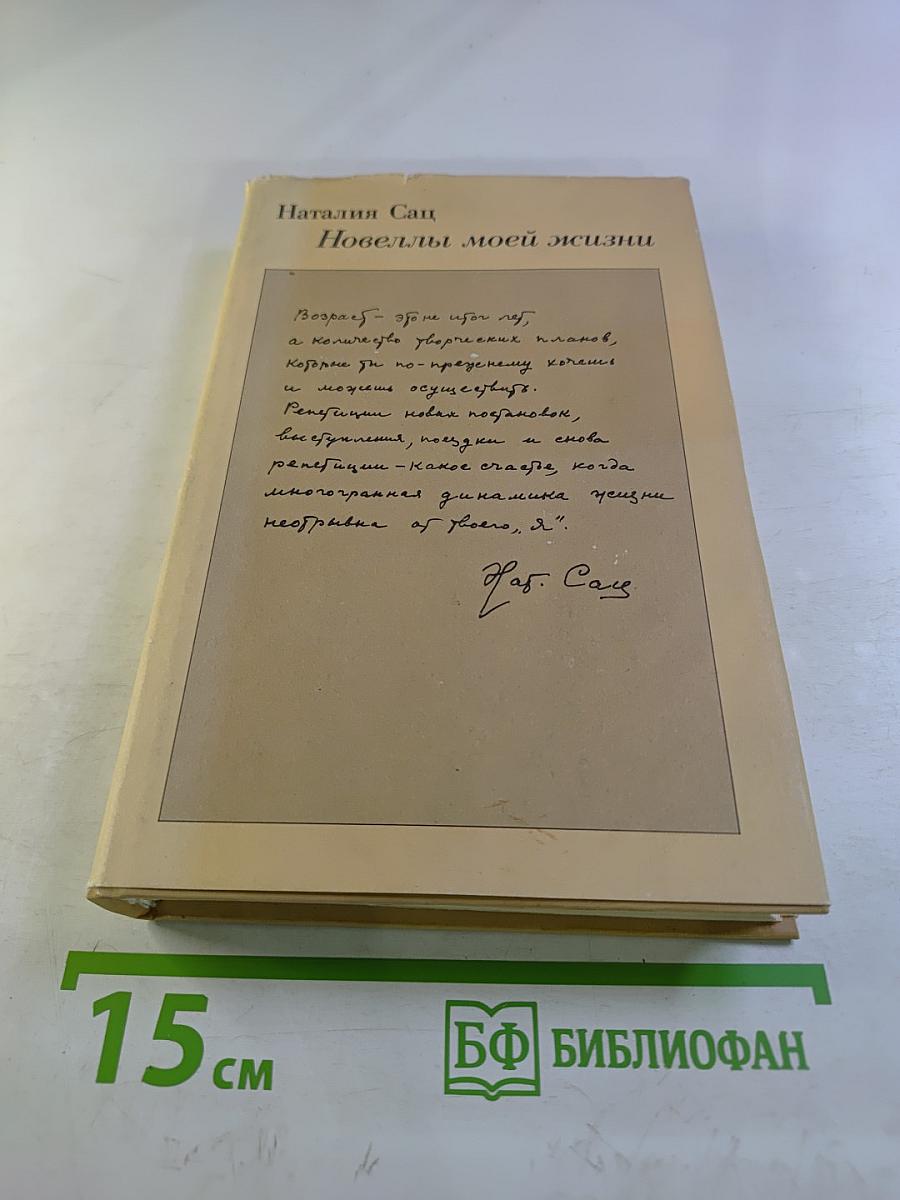 Наталия Сац
Новеллы моей жизни
Возраст – это не итог лет,
а количество творческих планов,
которые ты по-прежнему хочешь
и можешь осуществить.
Репетиции новых постановок,
выступления, поездки и снова
репетиции – какое счастье, когда
многогранная динамика жизни
неотрывна от твоего „я".
Нат. Сац
15 см
БФ БИБЛИОФАН